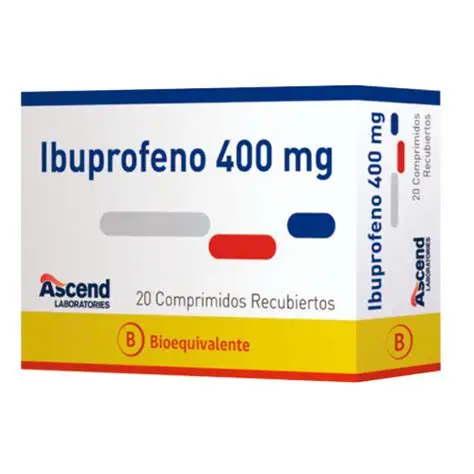 Ibuprofeno 400 mg
Ascend
LABORATORIES
20 Comprimidos Recubiertos
B Bioequivalente
Ibuprofeno 400 mg
20 Comprimidos
Recubiertos
Ascend
LABORATORIES
B